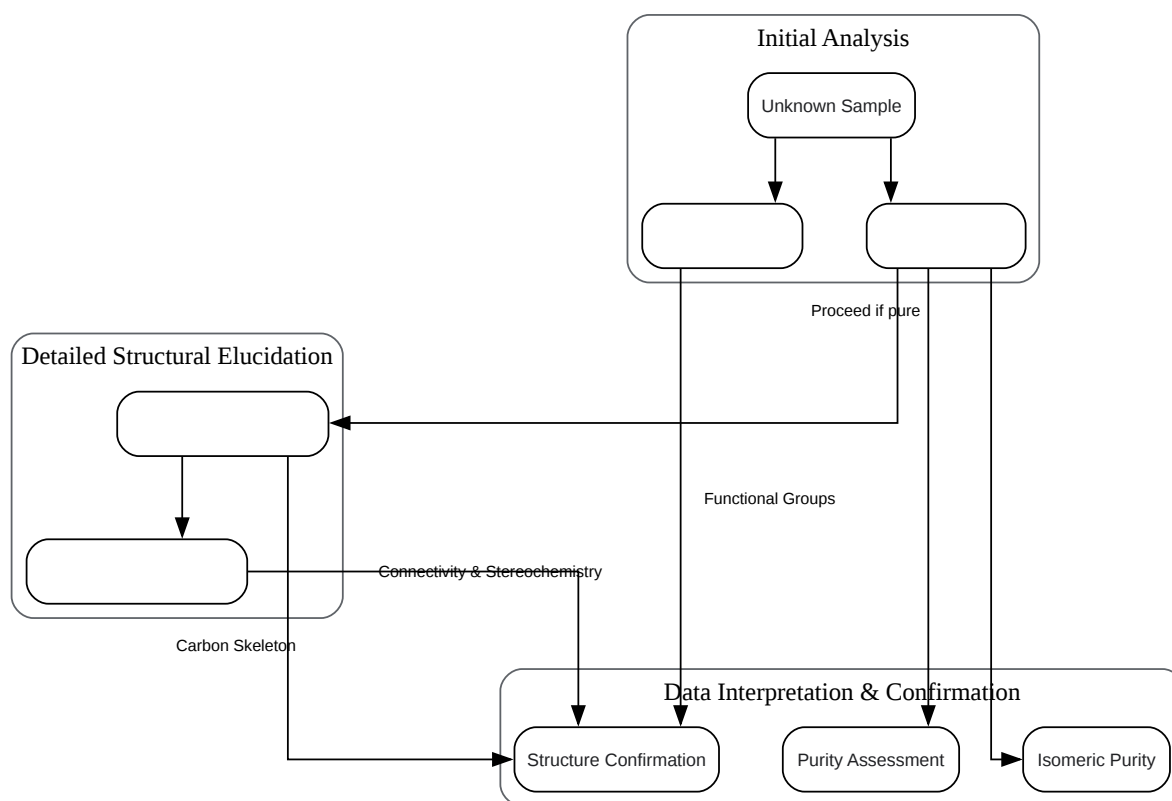 Initial Analysis
Unknown Sample
Proceed if pure
Detailed Structural Elucidation
Functional Groups
Connectivity & Stereochemistry
Carbon Skeleton
Data Interpretation & Confirmation
Structure Confirmation
Purity Assessment
Isomeric Purity